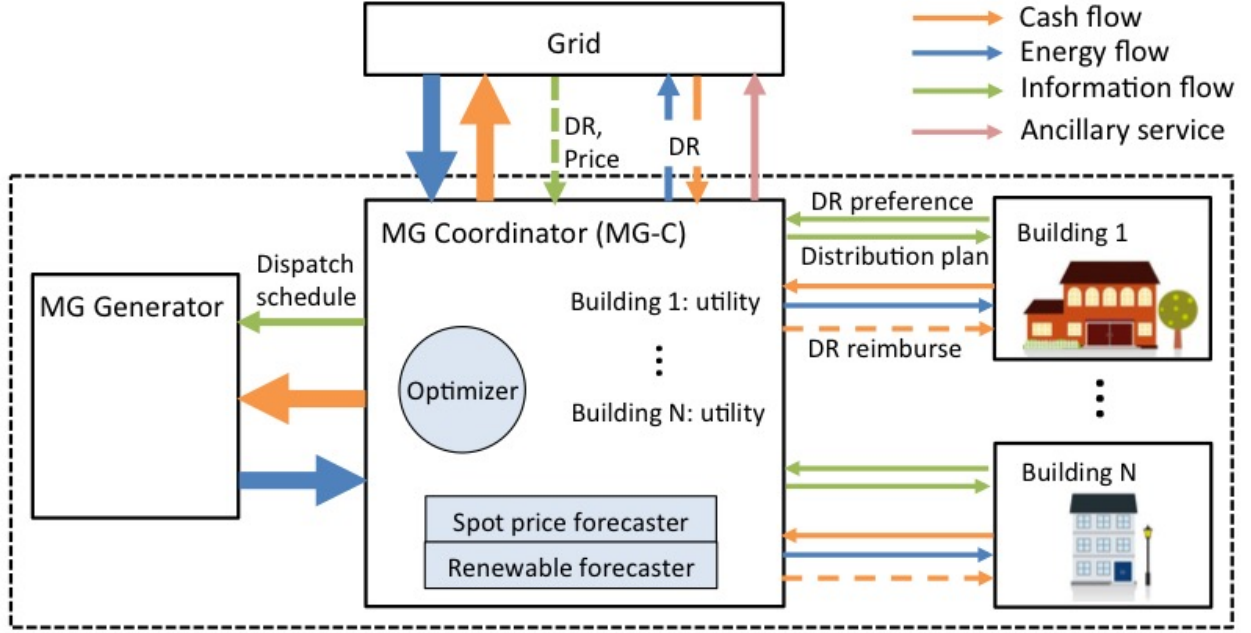 Grid
Cash flow
Energy flow
Information flow
Ancillary service
DR,
Price
DR
MG Coordinator (MG-C)
DR preference
Distribution plan
Building 1
Dispatch
schedule
MG Generator
Building 1: utility
DR reimburse
Optimizer
Building N: utility
Building N
Spot price forecaster
Renewable forecaster